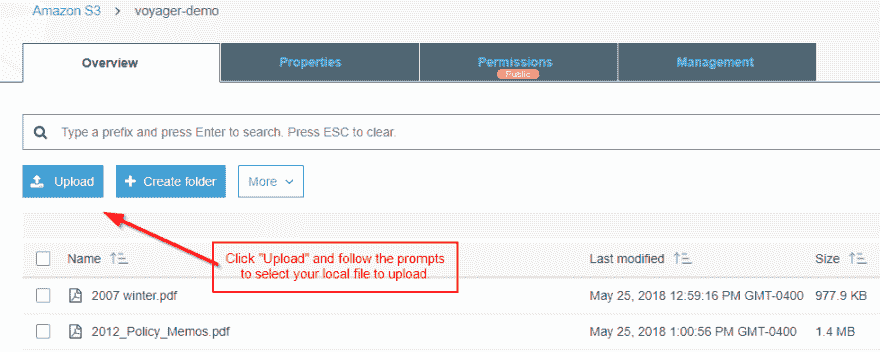 Amazon S3 > voyager-demo
Overview Properties Permissions Management
Public
Type a prefix and press Enter to search. Press ESC to clear.
Upload + Create folder More
Click "Upload" and follow the prompts
to select your local file to upload.
Name Last modified Size
2007 winter.pdf May 25, 2018 12:59:16 PM GMT-0400 977.9 KB
2012_Policy_Memos.pdf May 25, 2018 1:00:56 PM GMT-0400 1.4 MB